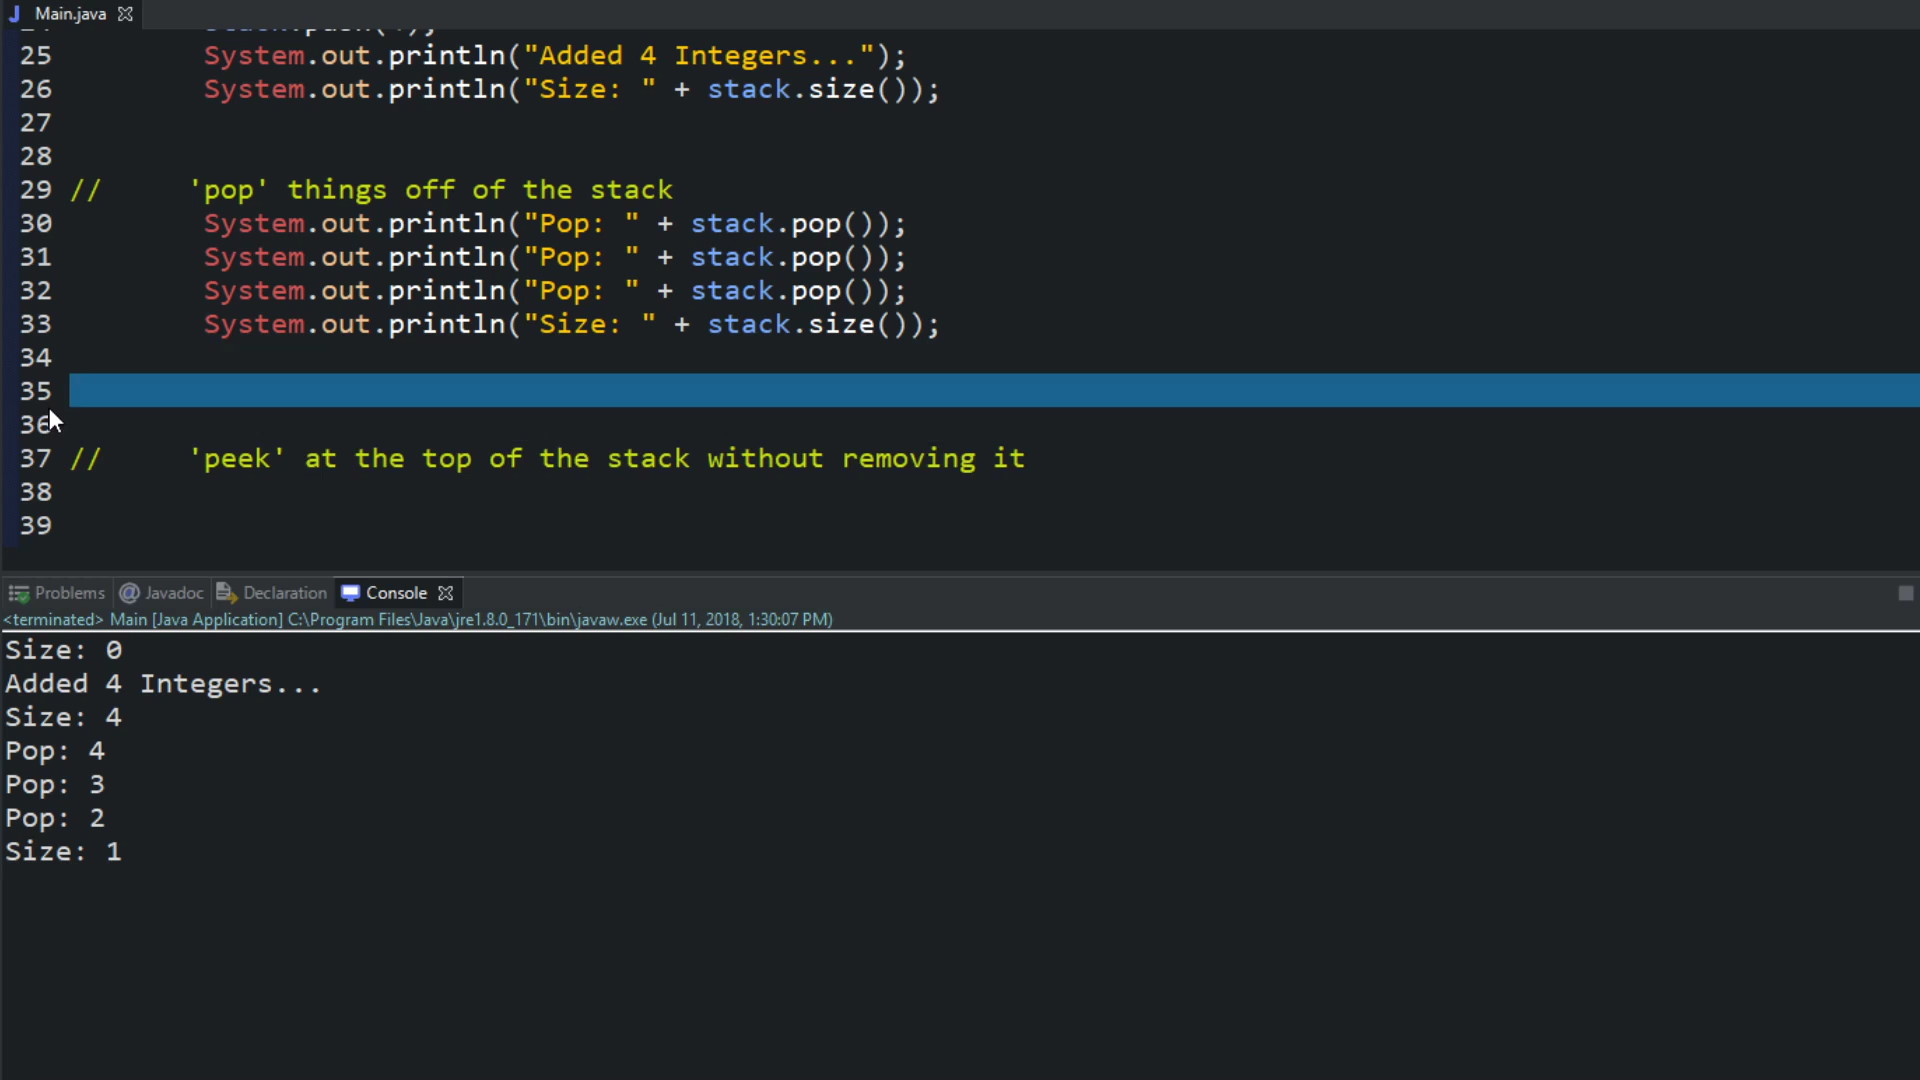 Main.java
25 System.out.println("Added 4 Integers...");
26 System.out.println("Size: " + stack.size());
27
28
29 // 'pop' things off of the stack
30 System.out.println("Pop: " + stack.pop());
31 System.out.println("Pop: " + stack.pop());
32 System.out.println("Pop: " + stack.pop());
33 System.out.println("Size: " + stack.size());
34
35
36
37 // 'peek' at the top of the stack without removing it
38
39
Problems @ Javadoc Declaration Console
<terminated> Main [Java Application] C:\Program Files\Java\jre1.8.0_171\bin\javaw.exe (Jul 11, 2018, 1:30:07 PM)
Size: 0
Added 4 Integers...
Size: 4
Pop: 4
Pop: 3
Pop: 2
Size: 1